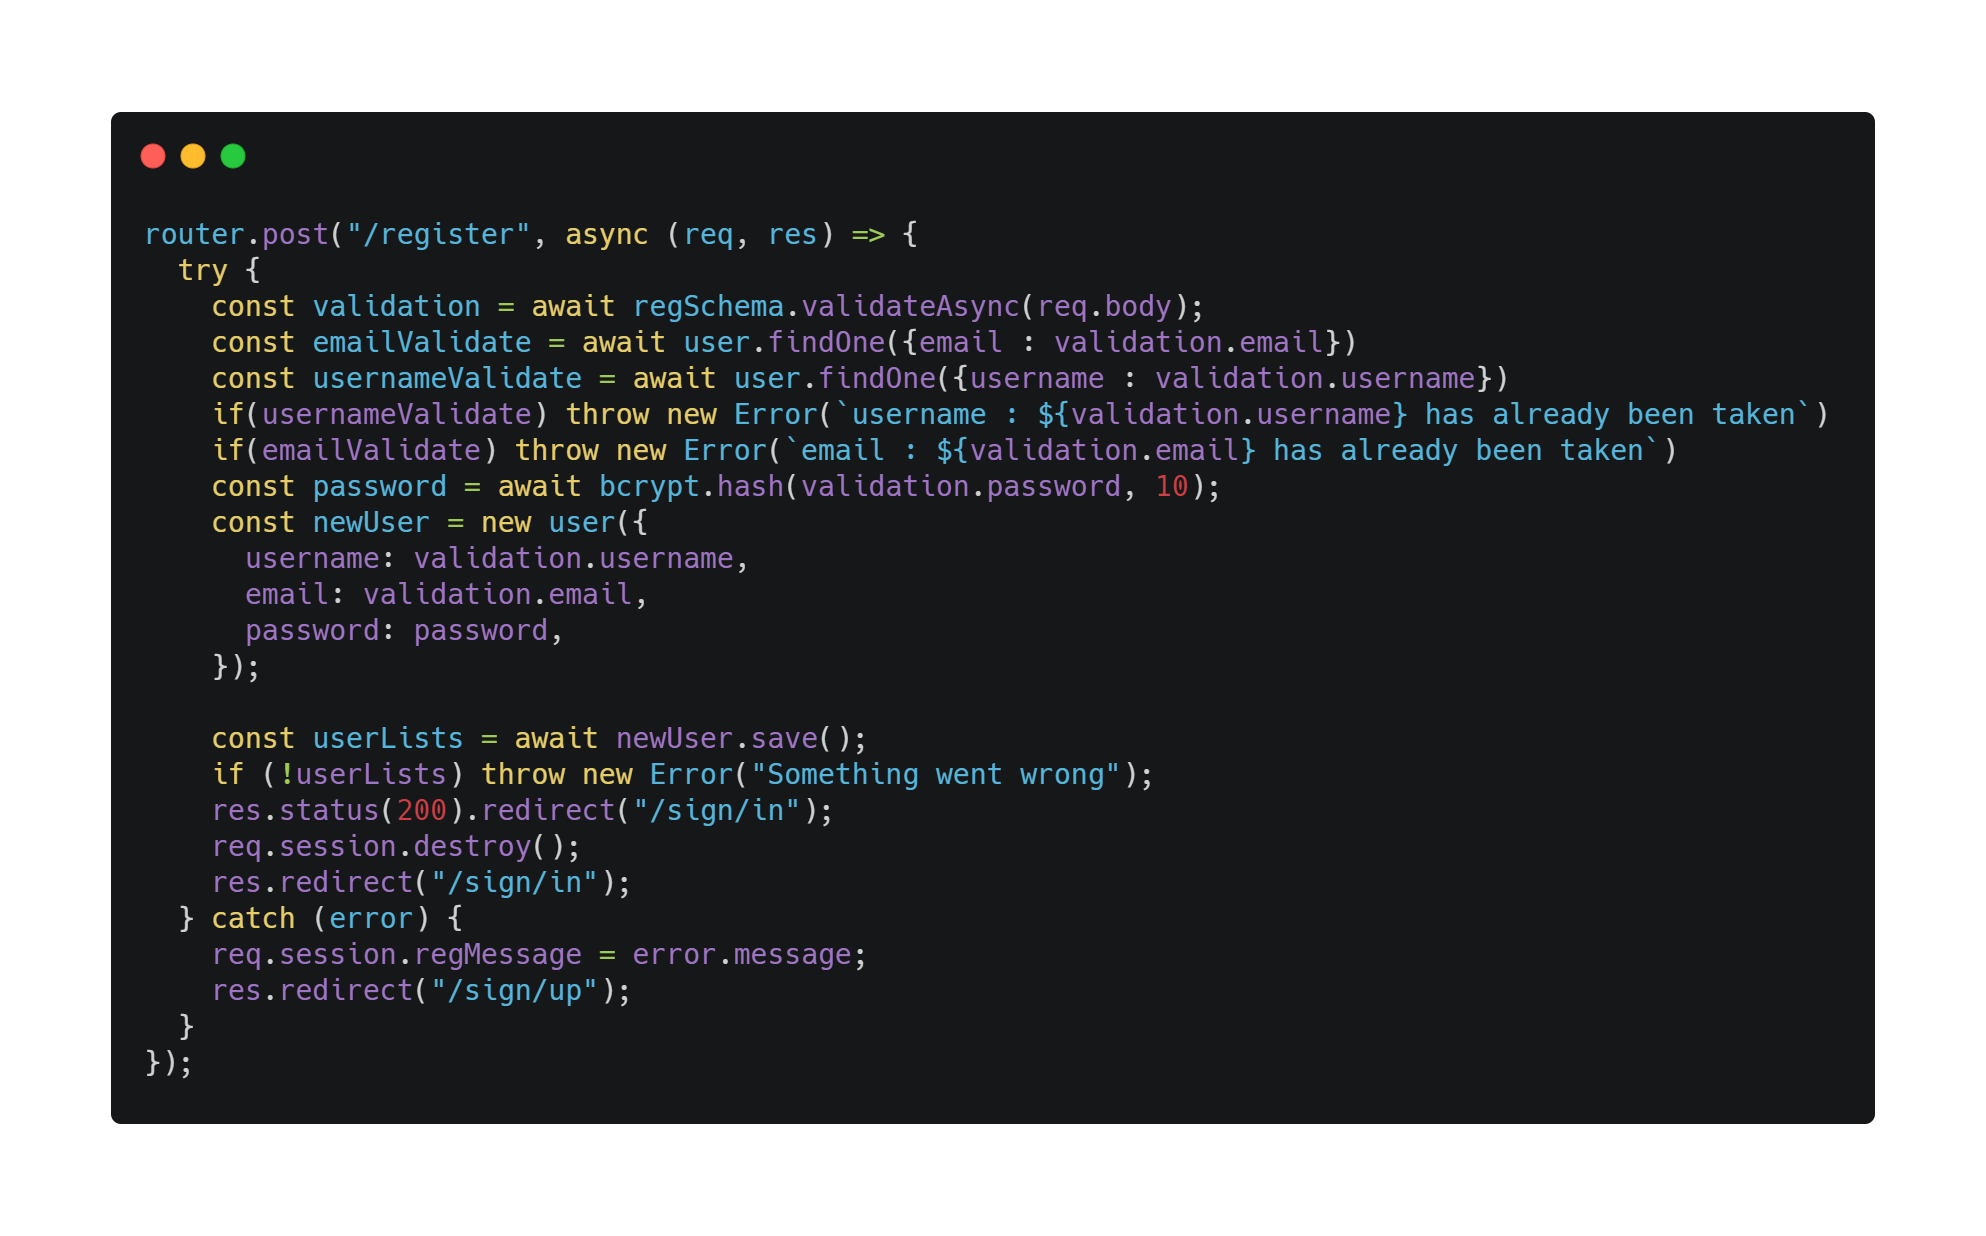 router.post("/register", async (req, res) => {
  try {
    const validation = await regSchema.validateAsync(req.body);
    const emailValidate = await user.findOne({email : validation.email})
    const usernameValidate = await user.findOne({username : validation.username})
    if(usernameValidate) throw new Error(`username : ${validation.username} has already been taken`)
    if(emailValidate) throw new Error(`email : ${validation.email} has already been taken`)
    const password = await bcrypt.hash(validation.password, 10);
    const newUser = new user({
      username: validation.username,
      email: validation.email,
      password: password,
    });

    const userLists = await newUser.save();
    if (!userLists) throw new Error("Something went wrong");
    res.status(200).redirect("/sign/in");
    req.session.destroy();
    res.redirect("/sign/in");
  } catch (error) {
    req.session.regMessage = error.message;
    res.redirect("/sign/up");
  }
});